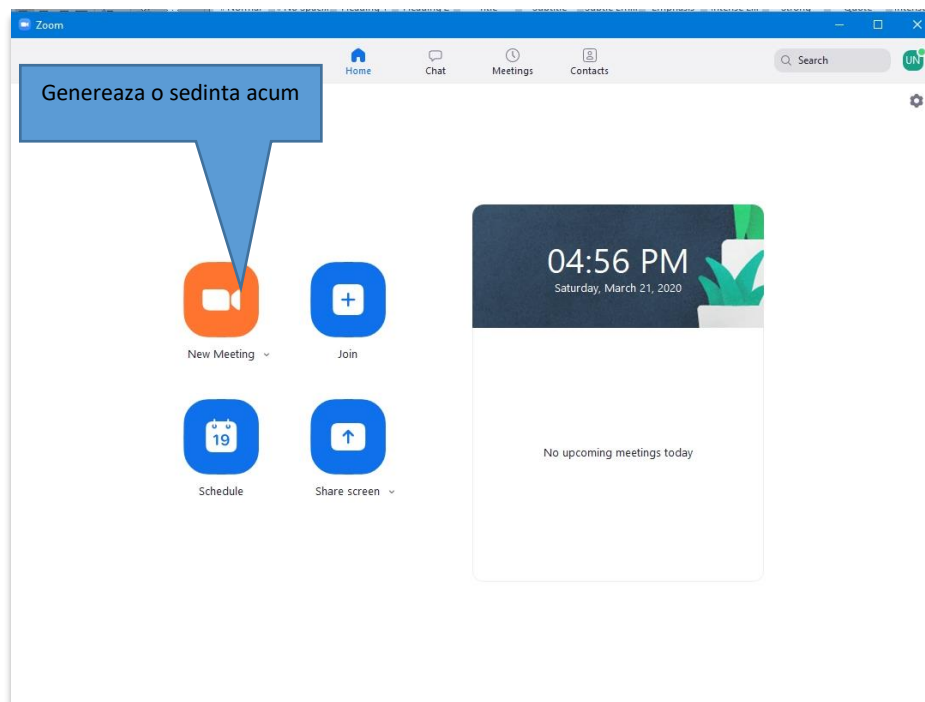 Zoom
Home
Chat
Meetings
Contacts
Search
UN
Genereaza o sedinta acum
04:56 PM
Saturday, March 21, 2020
New Meeting
Join
19
Schedule
Share screen
No upcoming meetings today